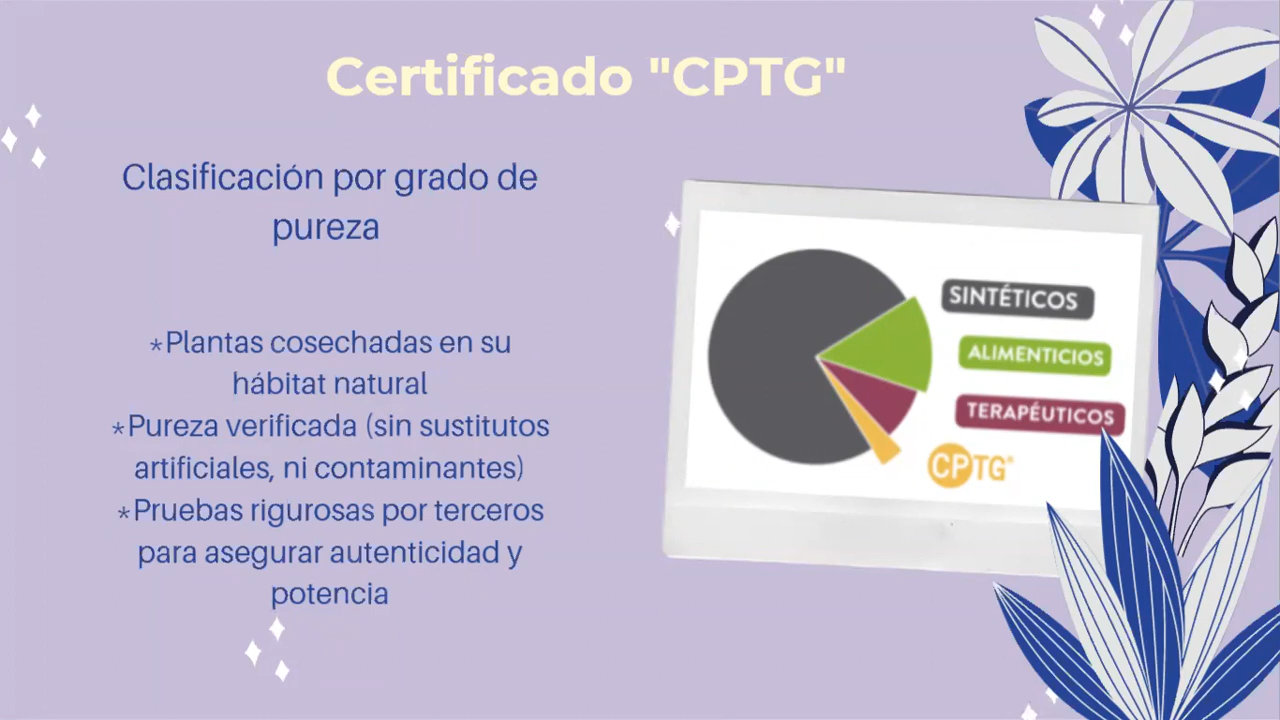 Certificado "CPTG"
Clasificación por grado de
pureza
*Plantas cosechadas en su
hábitat natural
*Pureza verificada (sin sustitutos
artificiales, ni contaminantes)
*Pruebas rigurosas por terceros
para asegurar autenticidad y
potencia
SINTÉTICOS
ALIMENTICIOS
TERAPÉUTICOS
CPTG®